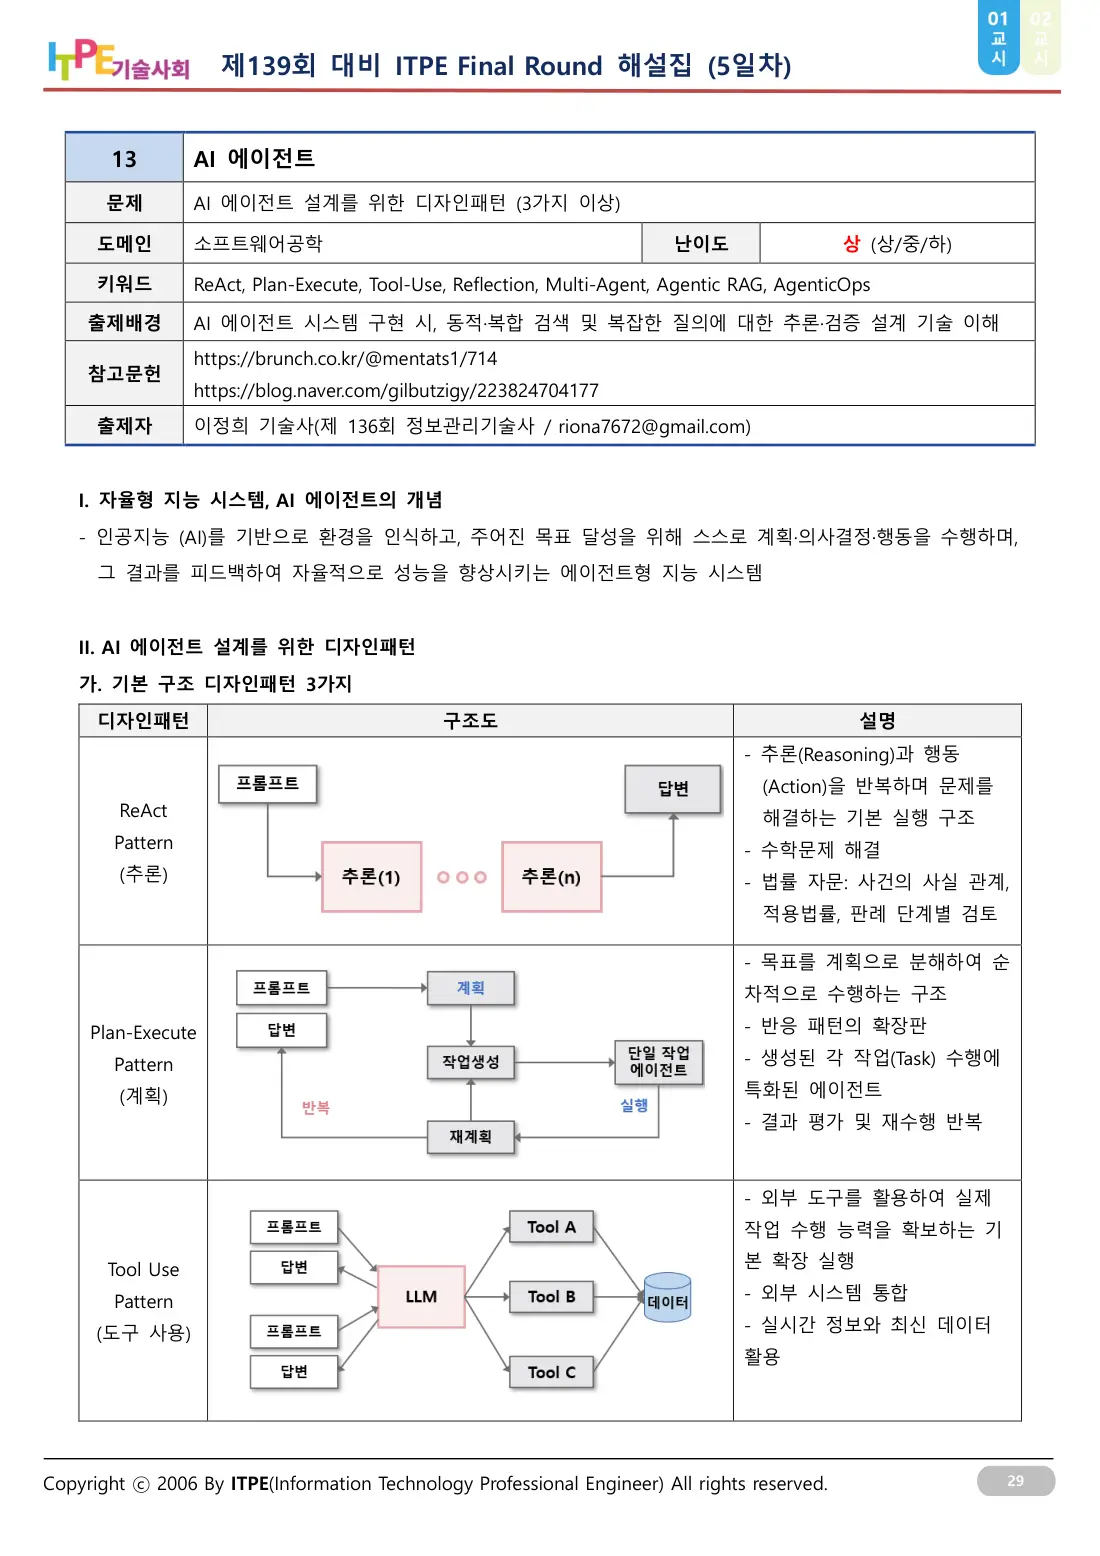 ITPE기술사회 제139회 대비 ITPE Final Round 해설집 (5일차)
01 교시
02 교시
13 AI 에이전트
문제 AI 에이전트 설계를 위한 디자인패턴 (3가지 이상)
도메인 소프트웨어공학 난이도 상 (상/중/하)
키워드 ReAct, Plan-Execute, Tool-Use, Reflection, Multi-Agent, Agentic RAG, AgenticOps
출제배경 AI 에이전트 시스템 구현 시, 동적·복합 검색 및 복잡한 질의에 대한 추론·검증 설계 기술 이해
참고문헌 https://brunch.co.kr/@mentats1/714
https://blog.naver.com/gilbutzigy/223824704177
출제자 이정희 기술사(제 136회 정보관리기술사 / riona7672@gmail.com)
I. 자율형 지능 시스템, AI 에이전트의 개념
- 인공지능 (AI)를 기반으로 환경을 인식하고, 주어진 목표 달성을 위해 스스로 계획·의사결정·행동을 수행하며,
그 결과를 피드백하여 자율적으로 성능을 향상시키는 에이전트형 지능 시스템
II. AI 에이전트 설계를 위한 디자인패턴
가. 기본 구조 디자인패턴 3가지
디자인패턴 구조도 설명
ReAct
Pattern
(추론)
프롬프트
답변
추론(1)
추론(n)
- 추론(Reasoning)과 행동
(Action)을 반복하며 문제를
해결하는 기본 실행 구조
- 수학문제 해결
- 법률 자문: 사건의 사실 관계,
적용법률, 판례 단계별 검토
Plan-Execute
Pattern
(계획)
프롬프트
계획
답변
작업생성
단일 작업
에이전트
반복
실행
재계획
- 목표를 계획으로 분해하여 순
차적으로 수행하는 구조
- 반응 패턴의 확장판
- 생성된 각 작업(Task) 수행에
특화된 에이전트
- 결과 평가 및 재수행 반복
Tool Use
Pattern
(도구 사용)
프롬프트
답변
프롬프트
답변
LLM
Tool A
Tool B
Tool C
데이터
- 외부 도구를 활용하여 실제
작업 수행 능력을 확보하는 기
본 확장 실행
- 외부 시스템 통합
- 실시간 정보와 최신 데이터
활용
Copyright ⓒ 2006 By ITPE(Information Technology Professional Engineer) All rights reserved.
29